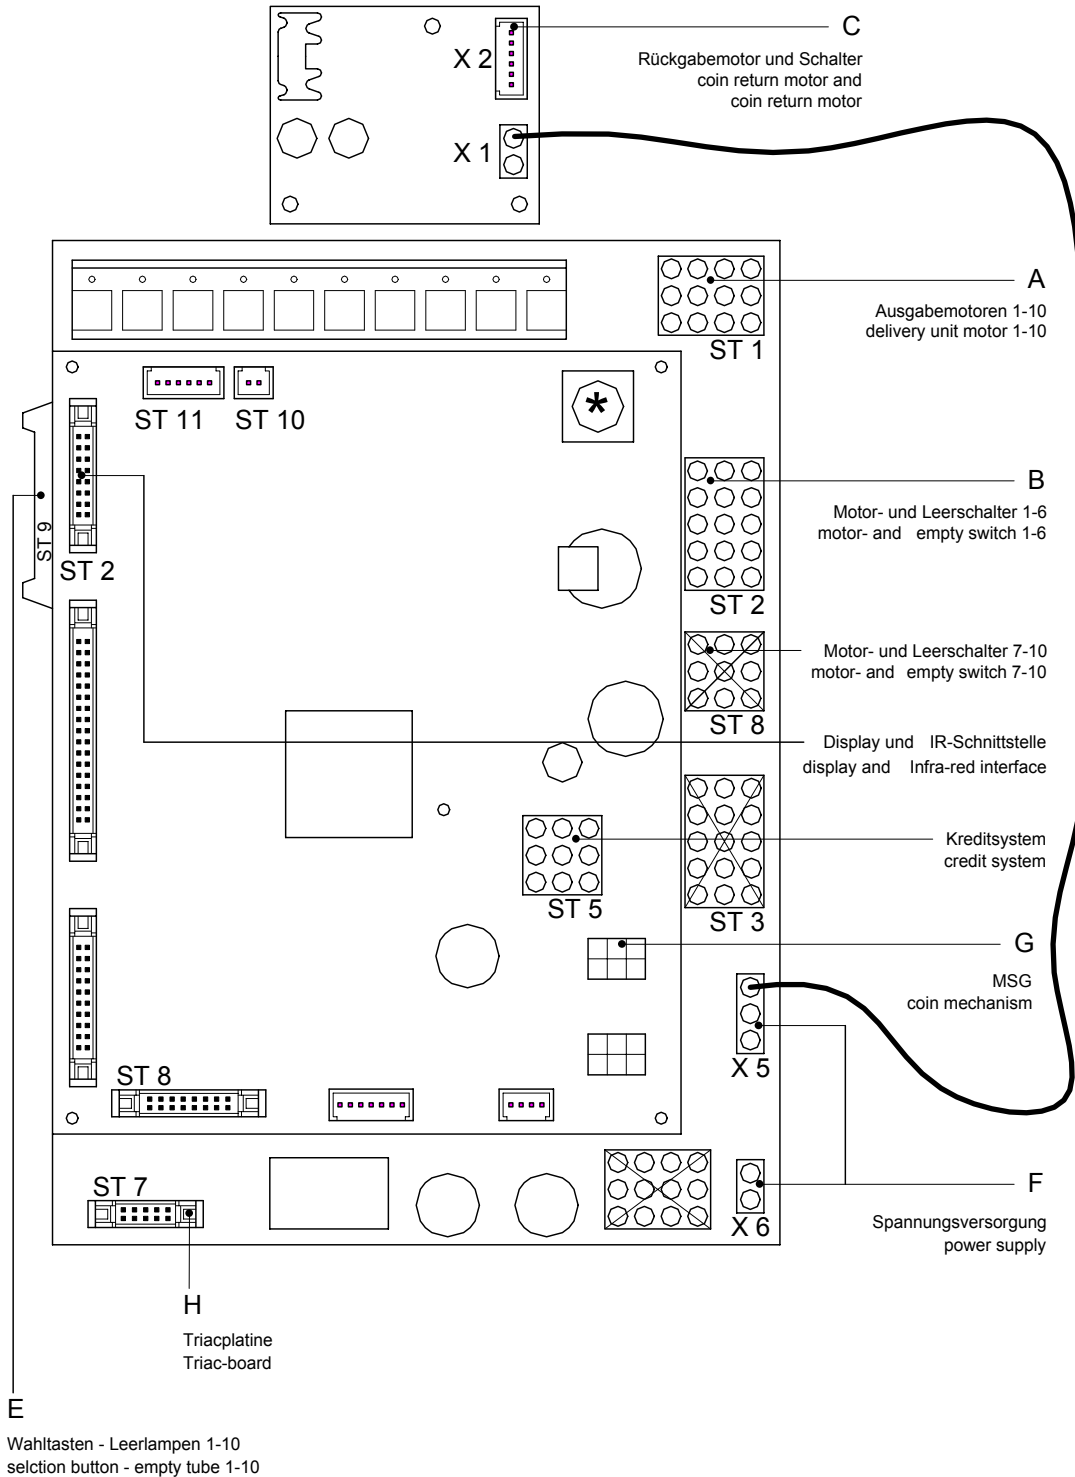 C
X 2
Rückgabemotor und Schalter
coin return motor and
coin return motor
X 1
A
Ausgabemotoren 1-10
delivery unit motor 1-10
ST 1
ST 11
ST 10
*
B
Motor- und Leerschalter 1-6
motor- and empty switch 1-6
ST 9
ST 2
ST 2
Motor- und Leerschalter 7-10
motor- and empty switch 7-10
ST 8
Display und IR-Schnittstelle
display and Infra-red interface
Kreditsystem
credit system
ST 5
ST 3
G
MSG
coin mechanism
X 5
ST 8
ST 7
F
X 6
Spannungsversorgung
power supply
H
Triacplatine
Triac-board
E
Wahltasten - Leerlampen 1-10
selction button - empty tube 1-10